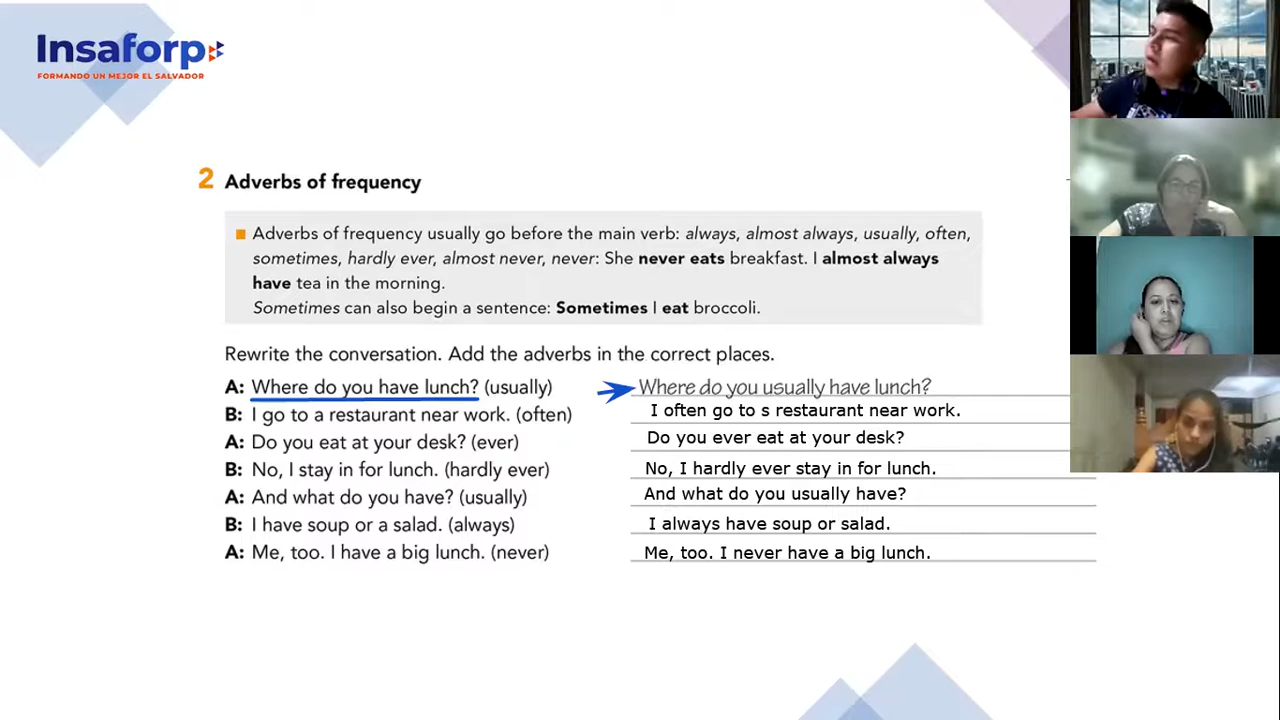 Insaforp
FORMANDO UN MEJOR EL SALVADOR
2 Adverbs of frequency
Adverbs of frequency usually go before the main verb: always, almost always, usually, often,
sometimes, hardly ever, almost never, never: She never eats breakfast. I almost always
have tea in the morning.
Sometimes can also begin a sentence: Sometimes I eat broccoli.
Rewrite the conversation. Add the adverbs in the correct places.
A: Where do you have lunch? (usually) Where do you usually have lunch?
B: I go to a restaurant near work. (often) I often go to s restaurant near work.
A: Do you eat at your desk? (ever) Do you ever eat at your desk?
B: No, I stay in for lunch. (hardly ever) No, I hardly ever stay in for lunch.
A: And what do you have? (usually) And what do you usually have?
B: I have soup or a salad. (always) I always have soup or salad.
A: Me, too. I have a big lunch. (never) Me, too. I never have a big lunch.